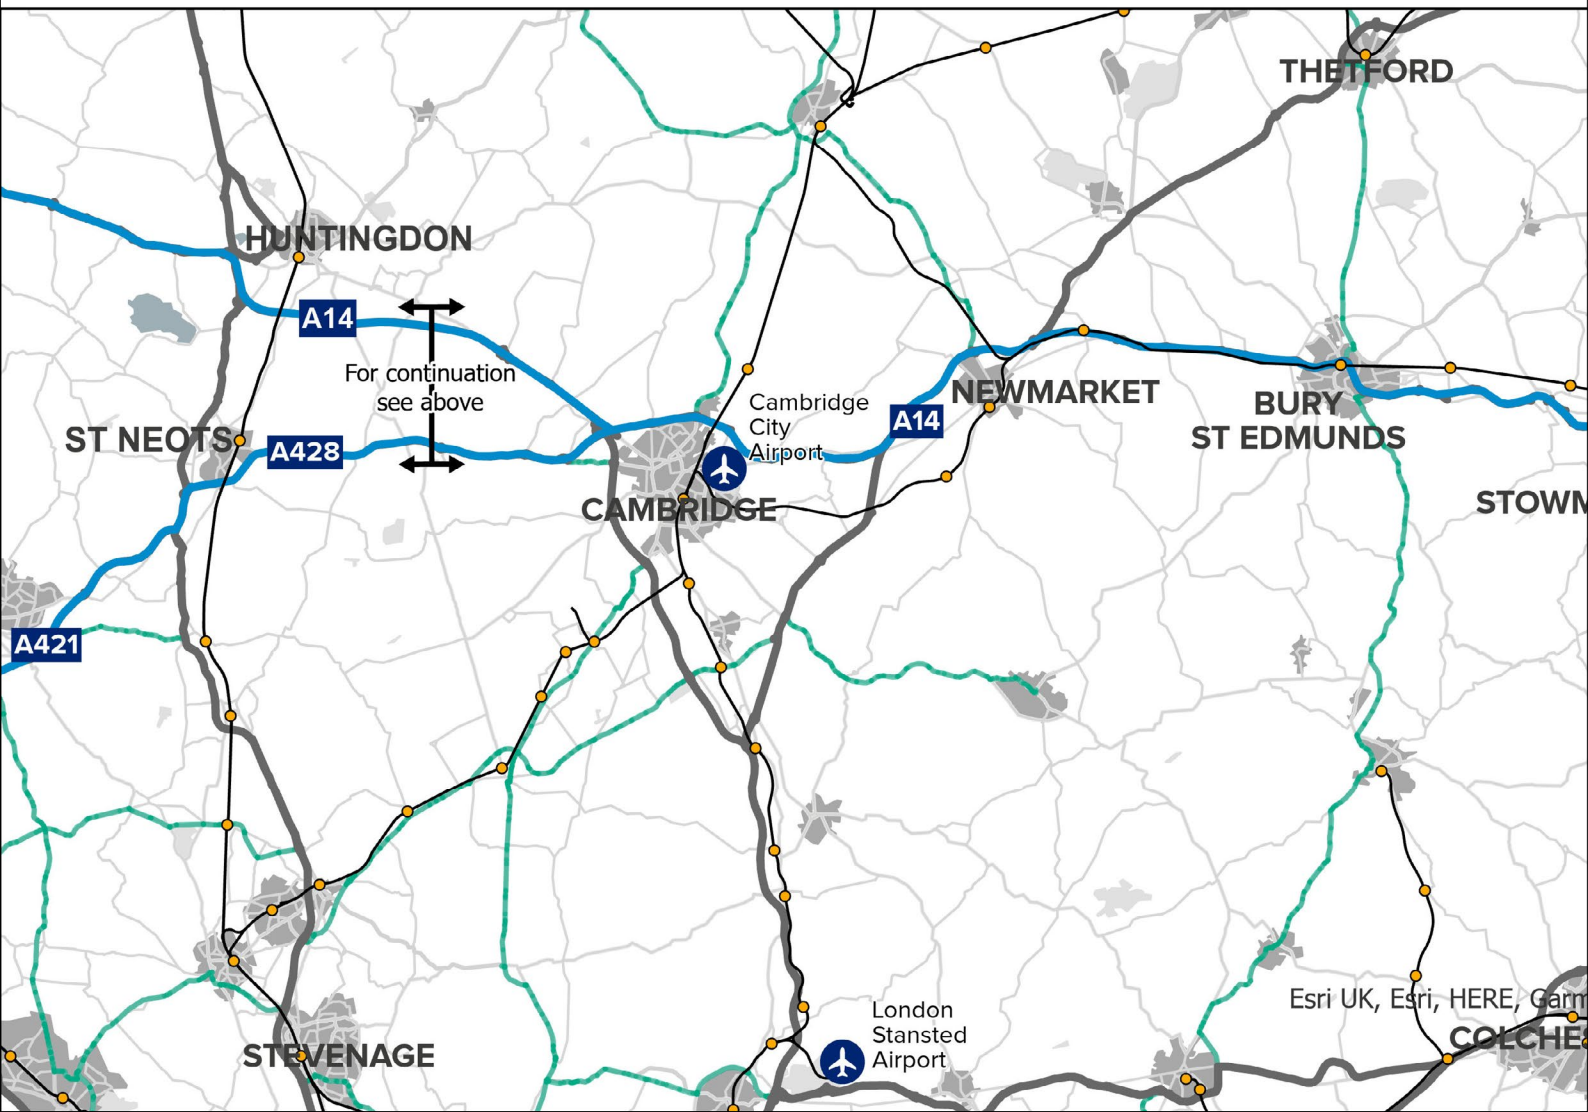 THETFORD
HUNTINGDON
A14
For continuation
see above
ST NEOTS
A428
Cambridge
City
Airport
A14
NEWMARKET
BURY
ST EDMUNDS
CAMBRIDGE
STOWM
A421
London
Stansted
Airport
Esri UK, Esri, HERE, Garm
COLCHES
STEVENAGE